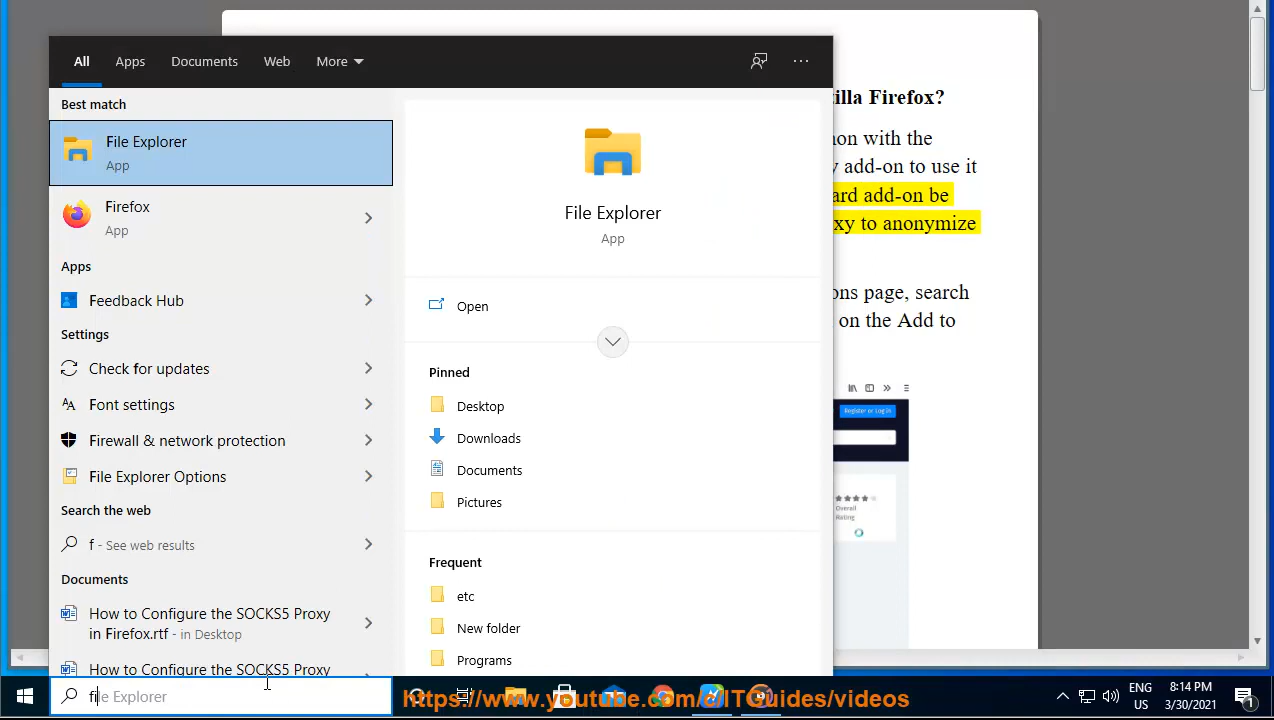 All Apps Documents Web More
Best match
File Explorer
App
Firefox
App
Apps
Feedback Hub
Settings
Check for updates
Font settings
Firewall & network protection
File Explorer Options
Search the web
f - See web results
Documents
How to Configure the SOCKS5 Proxy
in Firefox.rtf - in Desktop
How to Configure the SOCKS5 Proxy
File Explorer
App
Open
Pinned
Desktop
Downloads
Documents
Pictures
Frequent
etc
New folder
Programs
illa Firefox?
on with the
add-on to use it
ard add-on be
xy to anonymize
ons page, search
on the Add to
Register or Log in
Overall
Rating
file Explorer
https://www.youtube.com/c/ITGuides/videos
ENG
US
8:14 PM
3/30/2021
1